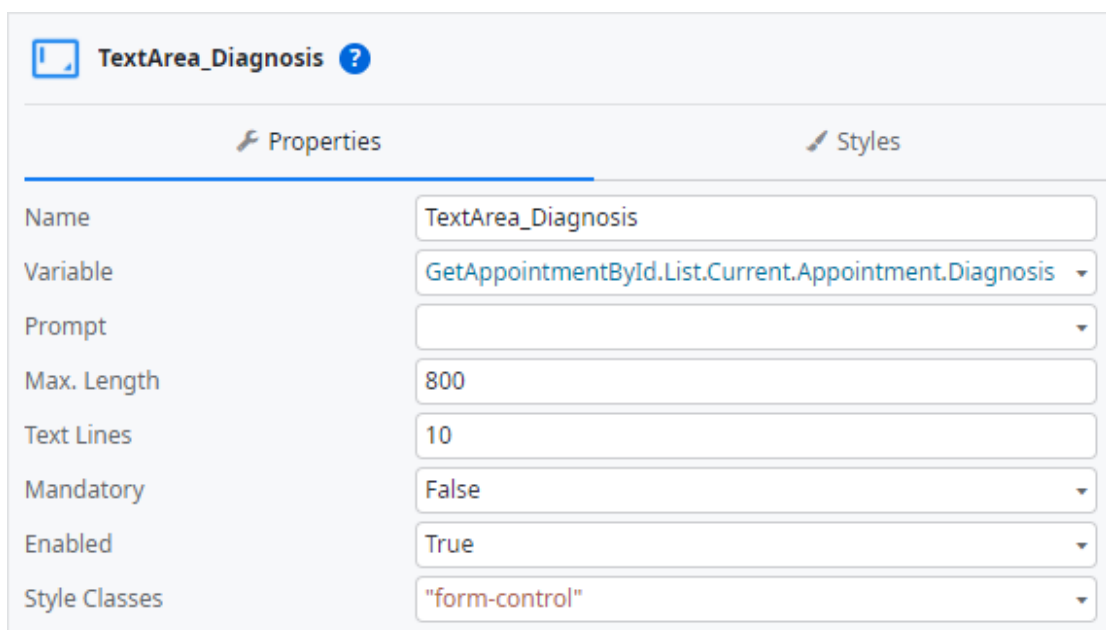 TextArea_Diagnosis ?
Properties
Styles
Name TextArea_Diagnosis
Variable GetAppointmentById.List.Current.Appointment.Diagnosis
Prompt
Max. Length 800
Text Lines 10
Mandatory False
Enabled True
Style Classes "form-control"